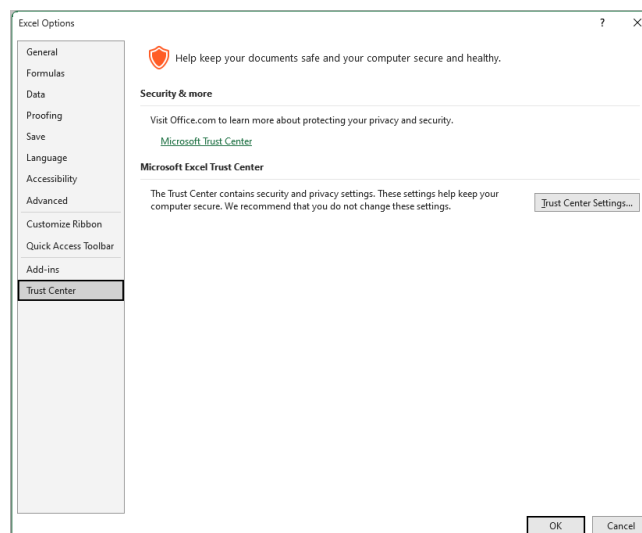 Excel Options
?
General
Formulas
Data
Proofing
Save
Language
Accessibility
Advanced
Customize Ribbon
Quick Access Toolbar
Add-ins
Trust Center
Help keep your documents safe and your computer secure and healthy.
Security & more
Visit Office.com to learn more about protecting your privacy and security.
Microsoft Trust Center
Microsoft Excel Trust Center
The Trust Center contains security and privacy settings. These settings help keep your
computer secure. We recommend that you do not change these settings.
Trust Center Settings...
OK
Cancel